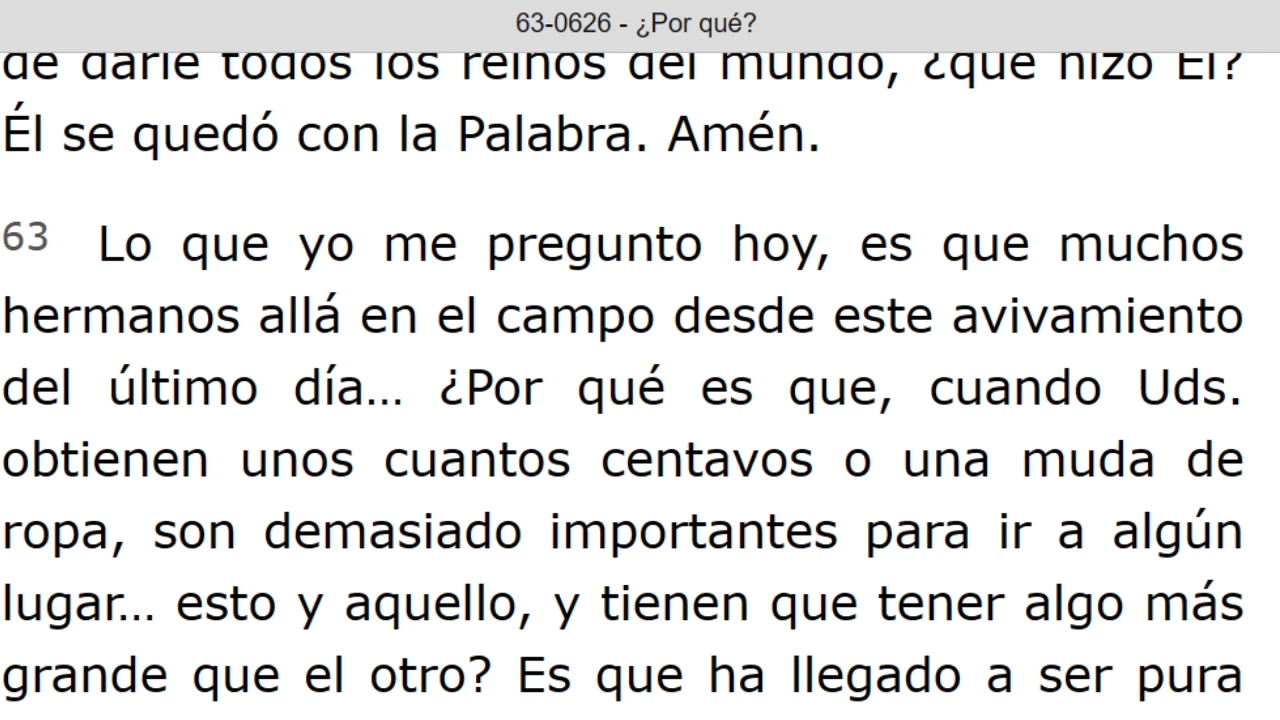 63-0626 - ¿Por qué?
de darle todos los reinos del mundo, ¿qué hizo Él?
Él se quedó con la Palabra. Amén.
63 Lo que yo me pregunto hoy, es que muchos
hermanos allá en el campo desde este avivamiento
del último día... ¿Por qué es que, cuando Uds.
obtienen unos cuantos centavos o una muda de
ropa, son demasiado importantes para ir a algún
lugar... esto y aquello, y tienen que tener algo más
grande que el otro? Es que ha llegado a ser pura